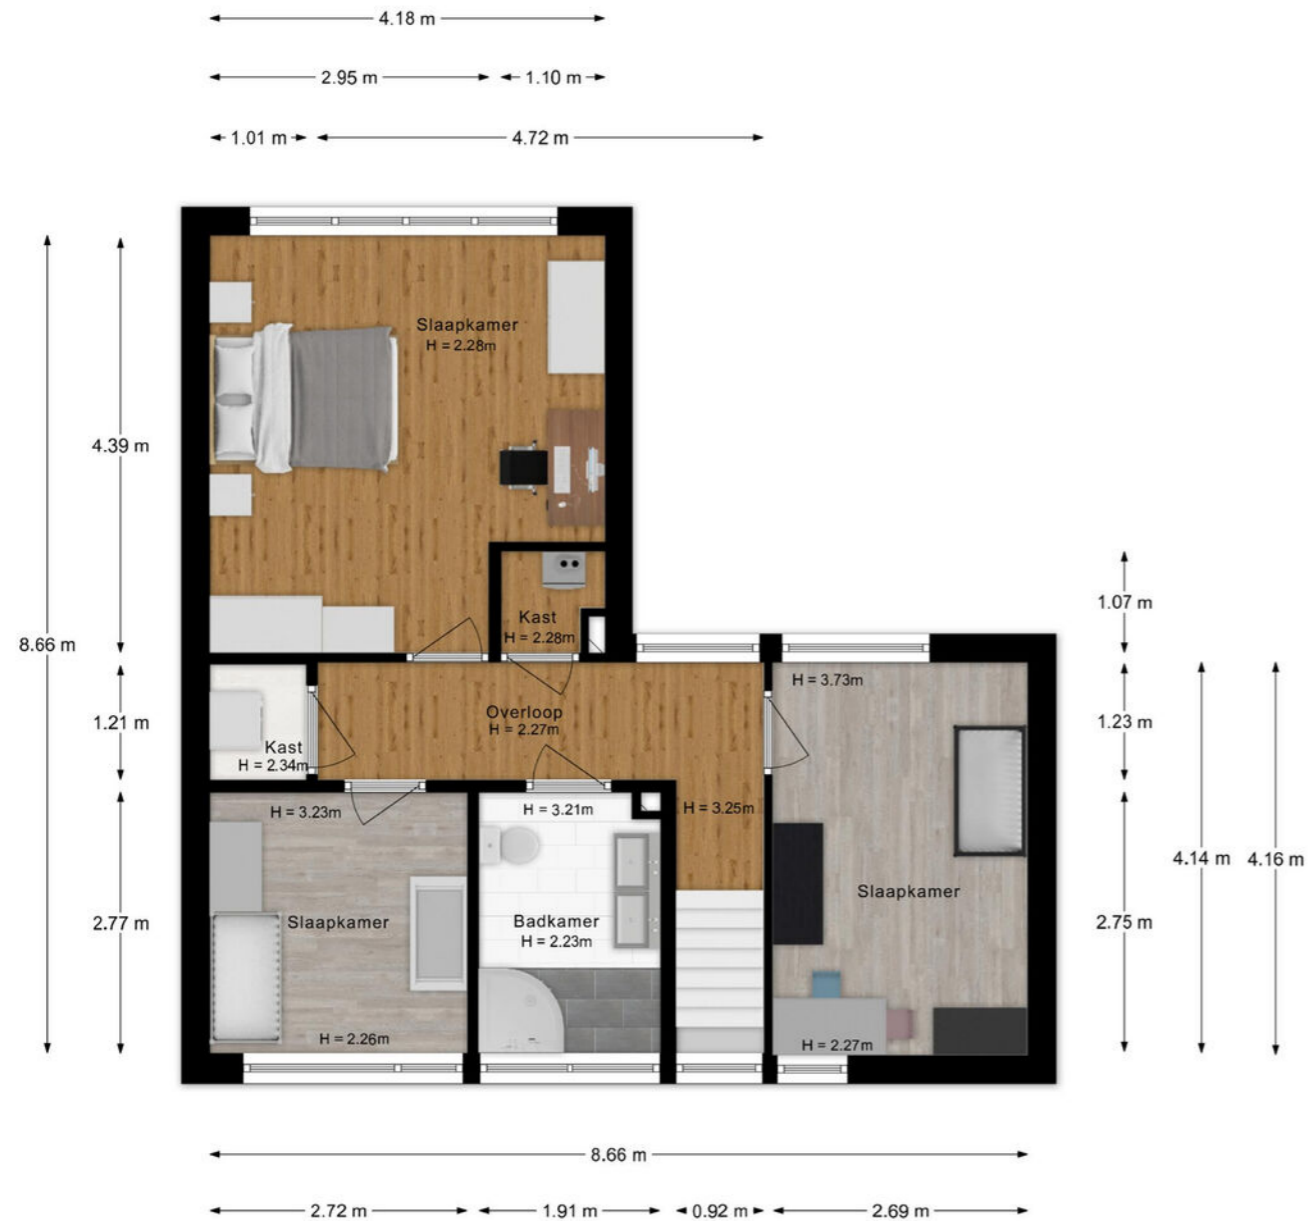 4.18 m
2.95 m
1.10 m
1.01 m
4.72 m
Slaapkamer
H = 2.28m
4.39 m
8.66 m
1.07 m
Kast
H = 2.28m
H = 3.73m
Overloop
H = 2.27m
1.21 m
1.23 m
Kast
H = 2.34m
H = 3.23m
H = 3.21m
H = 3.25m
4.14 m
4.16 m
Slaapkamer
2.77 m
Slaapkamer
Badkamer
H = 2.23m
2.75 m
H = 2.26m
H = 2.27m
8.66 m
2.72 m
1.91 m
0.92 m
2.69 m